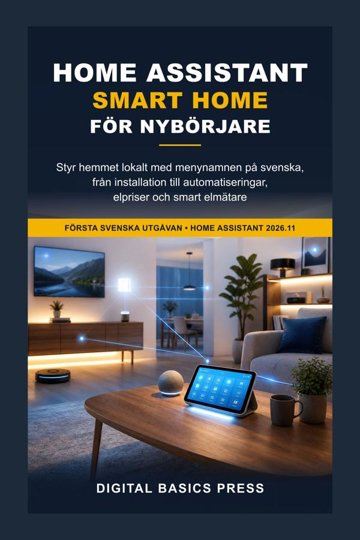 HOME ASSISTANT
SMART HOME
FÖR NYBÖRJARE
Styr hemmet lokalt med menynamnen på svenska,
från installation till automatiseringar,
elpriser och smart elmätare
FÖRSTA SVENSKA UTGÅVAN • HOME ASSISTANT 2026.11
DIGITAL BASICS PRESS